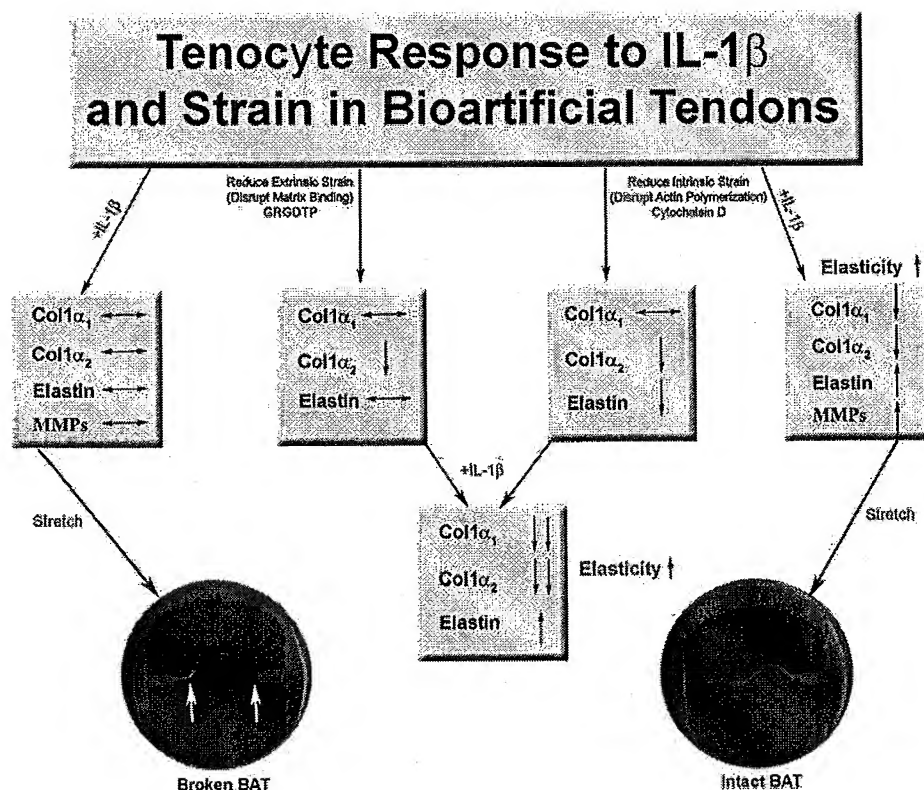 Tenocyte Response to IL-1β
and Strain in Bioartificial Tendons
+IL-1β
Reduce Extrinsic Strain
(Disrupt Matrix Binding)
GRGDTP
Reduce Intrinsic Strain
(Disrupt Actin Polymerization)
Cytochalsin D
+IL-1β
Elasticity ↑
Col1α₁ ↔
Col1α₂ ↔
Elastin ↔
MMPs ↔
Col1α₁ ↔
Col1α₂ ↓
Elastin ↔
Col1α₁ ↔
Col1α₂ ↓
Elastin ↓
Col1α₁ ↓
Col1α₂ ↓
Elastin ↑
MMPs ↑
+IL-1β
Stretch
Stretch
Col1α₁ ↓↓
Col1α₂ ↓↓
Elastin ↑
Elasticity ↑
Broken BAT
Intact BAT